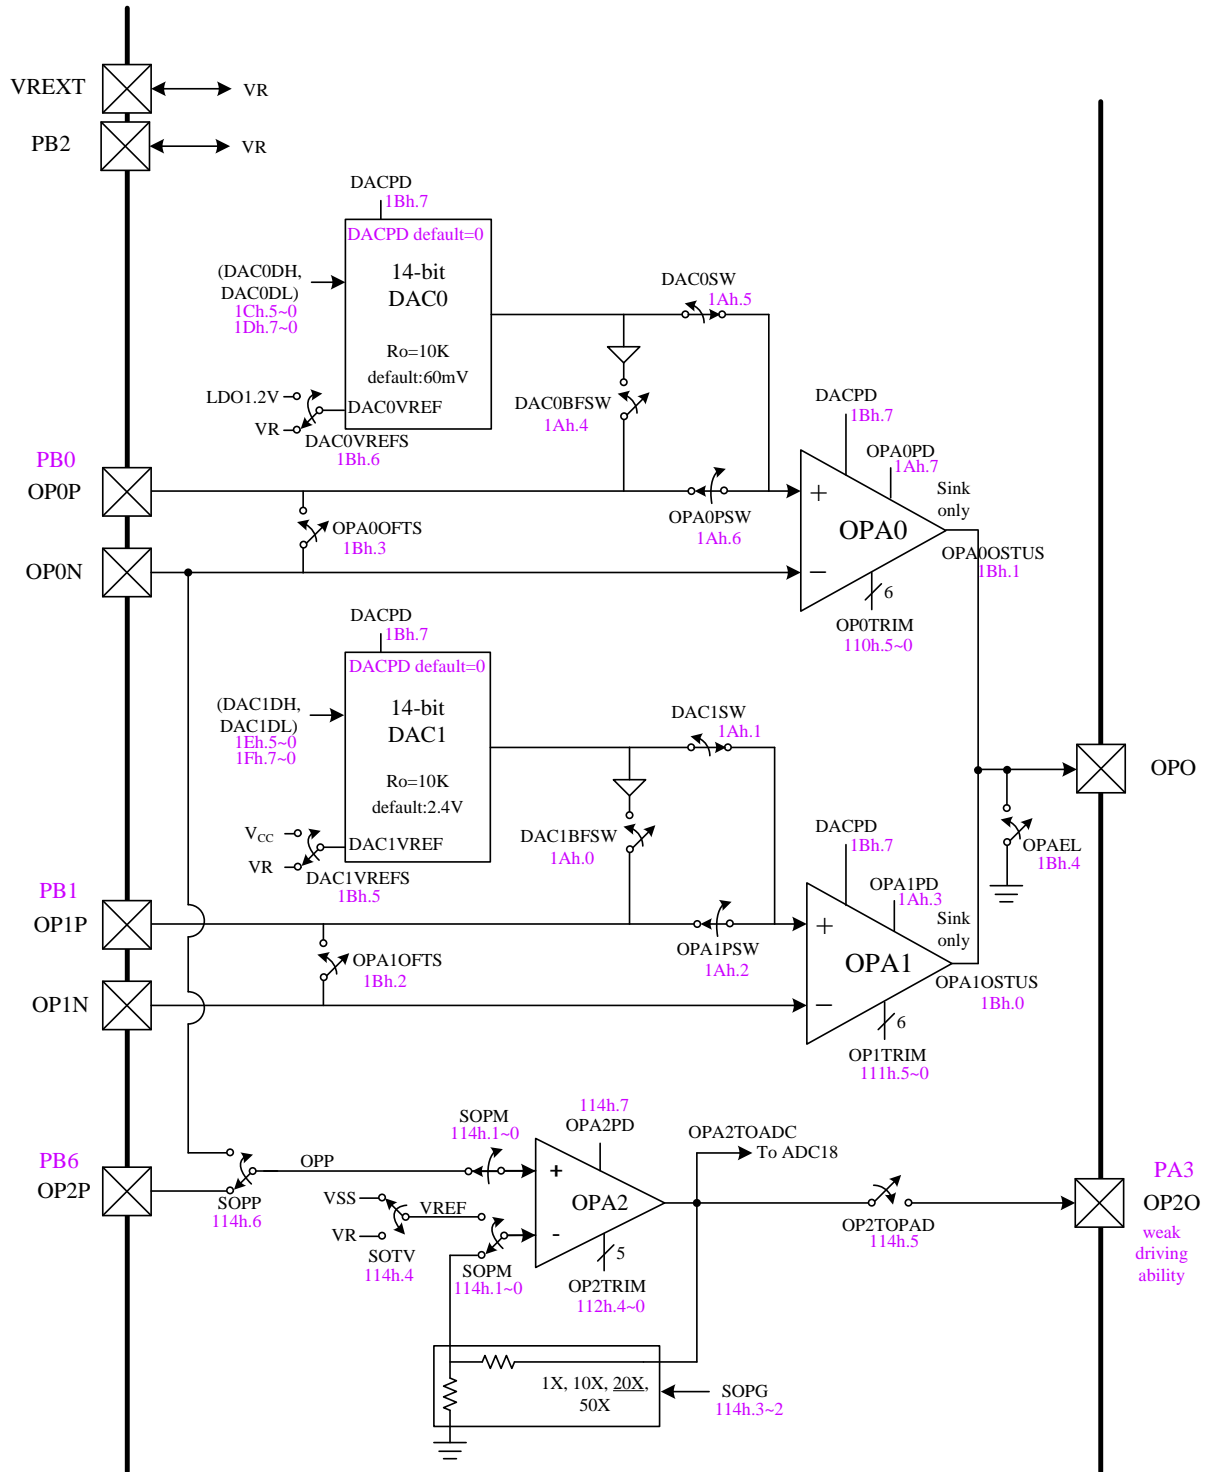 VREXT
VR
PB2
VR
DACPD
1Bh.7
DACPD default=0
14-bit
DAC0
(DAC0DH,
DAC0DL)
1Ch.5~0
1Dh.7~0
Ro=10K
default:60mV
LDO1.2V
DAC0VREF
VR
DAC0VREFS
1Bh.6
DAC0SW
1Ah.5
DAC0BFSW
1Ah.4
DACPD
1Bh.7
OPA0PD
1Ah.7
Sink
only
PB0
OP0P
OPA0PSW
1Ah.6
+
OPA0
−
OPA0OFTS
1Bh.3
OPA0OSTUS
1Bh.1
OP0N
6
OP0TRIM
110h.5~0
DACPD
1Bh.7
DACPD default=0
14-bit
DAC1
(DAC1DH,
DAC1DL)
1Eh.5~0
1Fh.7~0
Ro=10K
default:2.4V
VCC
DAC1VREF
VR
DAC1VREFS
1Bh.5
DAC1SW
1Ah.1
DAC1BFSW
1Ah.0
OPO
OPAEL
1Bh.4
DACPD
1Bh.7
OPA1PD
1Ah.3
Sink
only
PB1
OP1P
OPA1PSW
1Ah.2
+
OPA1
−
OPA1OFTS
1Bh.2
OPA1OSTUS
1Bh.0
OP1N
6
OP1TRIM
111h.5~0
PB6
OP2P
SOPP
114h.6
OPP
SOPM
114h.1~0
114h.7
OPA2PD
+
OPA2
-
OPA2TOADC
To ADC18
VSS
VREF
VR
SOTV
114h.4
SOPM
114h.1~0
5
OP2TRIM
112h.4~0
OP2TOPAD
114h.5
PA3
OP2O
weak
driving
ability
1X, 10X, 20X,
50X
SOPG
114h.3~2